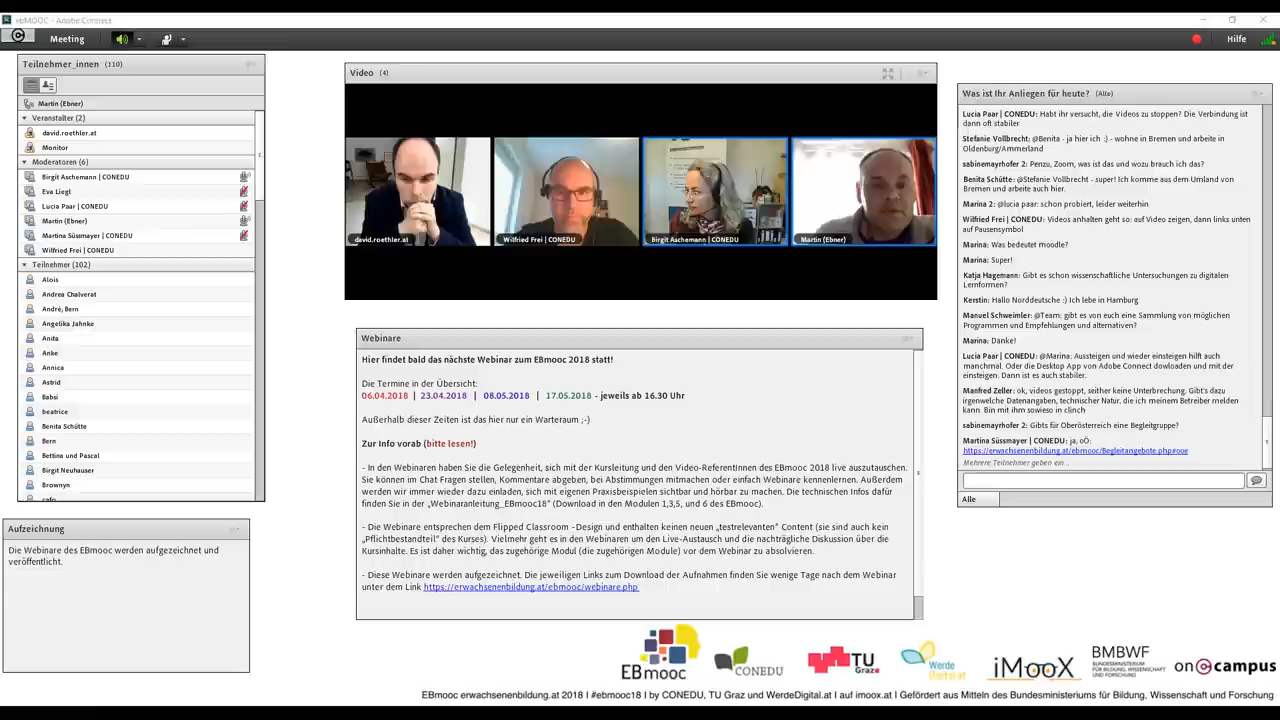 ebMOOC - Adobe Connect
Meeting
Hilfe
Teilnehmer_innen (110)
Martin (Ebner)
Veranstalter (2)
david.roethler.at
Monitor
Moderatoren (6)
Birgit Aschemann | CONEDU
Eva Liegl
Lucia Paar | CONEDU
Martin (Ebner)
Martina Süssmayer | CONEDU
Wilfried Frei | CONEDU
Teilnehmer (102)
Alois
Andrea Chalverat
Andrè, Bern
Angelika Jahnke
Anita
Anke
Annica
Astrid
Babsi
beatrice
Benita Schütte
Bern
Bettina und Pascal
Birgit Neuhauser
Brownyn
Aufzeichnung
Die Webinare des EBmooc werden aufgezeichnet und
veröffentlicht.
Video (4)
david.roethler.at
Wilfried Frei | CONEDU
Birgit Aschemann | CONEDU
Martin (Ebner)
Webinare
Hier findet bald das nächste Webinar zum EBmooc 2018 statt!
Die Termine in der Übersicht:
06.04.2018 | 23.04.2018 | 08.05.2018 | 17.05.2018 - jeweils ab 16.30 Uhr
Außerhalb dieser Zeiten ist das hier nur ein Warteraum ;-)
Zur Info vorab (bitte lesen!)
- In den Webinaren haben Sie die Gelegenheit, sich mit der Kursleitung und den Video-ReferentInnen des EBmooc 2018 live auszutauschen.
Sie können im Chat Fragen stellen, Kommentare abgeben, bei Abstimmungen mitmachen oder einfach Webinare kennenlernen. Außerdem
werden wir immer wieder dazu einladen, sich mit eigenen Praxisbeispielen sichtbar und hörbar zu machen. Die technischen Infos dafür
finden Sie in der „Webinaranleitung_EBmooc18" (Download in den Modulen 1,3,5, und 6 des EBmooc).
- Die Webinare entsprechen dem Flipped Classroom -Design und enthalten keinen neuen „testrelevanten" Content (sie sind auch kein
„Pflichtbestandteil" des Kurses). Vielmehr geht es in den Webinaren um den Live-Austausch und die nachträgliche Diskussion über die
Kursinhalte. Es ist daher wichtig, das zugehörige Modul (die zugehörigen Module) vor dem Webinar zu absolvieren.
- Diese Webinare werden aufgezeichnet. Die jeweiligen Links zum Download der Aufnahmen finden Sie wenige Tage nach dem Webinar
unter dem Link https://erwachsenenbildung.at/ebmooc/webinare.php
Was ist Ihr Anliegen für heute? (Alle)
Lucia Paar | CONEDU: Habt ihr versucht, die Videos zu stoppen? Die Verbindung ist
dann oft stabiler
Stefanie Vollbrecht: @Benita - ja hier ich :) - wohne in Bremen und arbeite in
Oldenburg/Ammerland
sabinemayrhofer 2: Penzu, Zoom, was ist das und wozu brauch ich das?
Benita Schütte: @Stefanie Vollbrecht - super! Ich komme aus dem Umland von
Bremen und arbeite auch hier.
Marina 2: @lucia paar: schon probiert, leider weiterhin
Wilfried Frei | CONEDU: Videos anhalten geht so: auf Video zeigen, dann links unten
auf Pausensymbol
Marina: Was bedeutet moodle?
Marina: Super!
Katja Hagemann: Gibt es schon wissenschaftliche Untersuchungen zu digitalen
Lernformen?
Kerstin: Hallo Norddeutsche :) Ich lebe in Hamburg
Manuel Schweimler: @Team: gibt es von euch eine Sammlung von möglichen
Programmen und Empfehlungen und alternativen?
Marina: Danke!
Lucia Paar | CONEDU: @Marina: Aussteigen und wieder einsteigen hilft auch
manchmal. Oder die Desktop App von Adobe Connect dowloaden und mit der
einsteigen. Dann ist es auch stabiler.
Manfred Zeller: ok, videos gestoppt, seither keine Unterbrechung. Gibt's dazu
irgenwelche Datenangaben, technischer Natur, die ich meinem Betreiber melden
kann. Bin mit ihm sowieso in clinch
sabinemayrhofer 2: Gibts für Oberösterreich eine Begleitgruppe?
Martina Süssmayer | CONEDU: ja, oÖ:
https://erwachsenenbildung.at/ebmooc/Begleitangebote.php#ooe
Mehrere Teilnehmer geben ein...
Alle
EBmooc
CONEDU
TU Graz
Werde Digital.at
iMooX
BMBWF
BUNDESMINISTERIUM
FÜR BILDUNG, WISSENSCHAFT
UND FORSCHUNG
on campus
EBmooc erwachsenenbildung.at 2018 I #ebmooc18 I by CONEDU, TU Graz und WerdeDigital.at I auf imoox.at I Gefördert aus Mitteln des Bundesministeriums für Bildung, Wissenschaft und Forschung